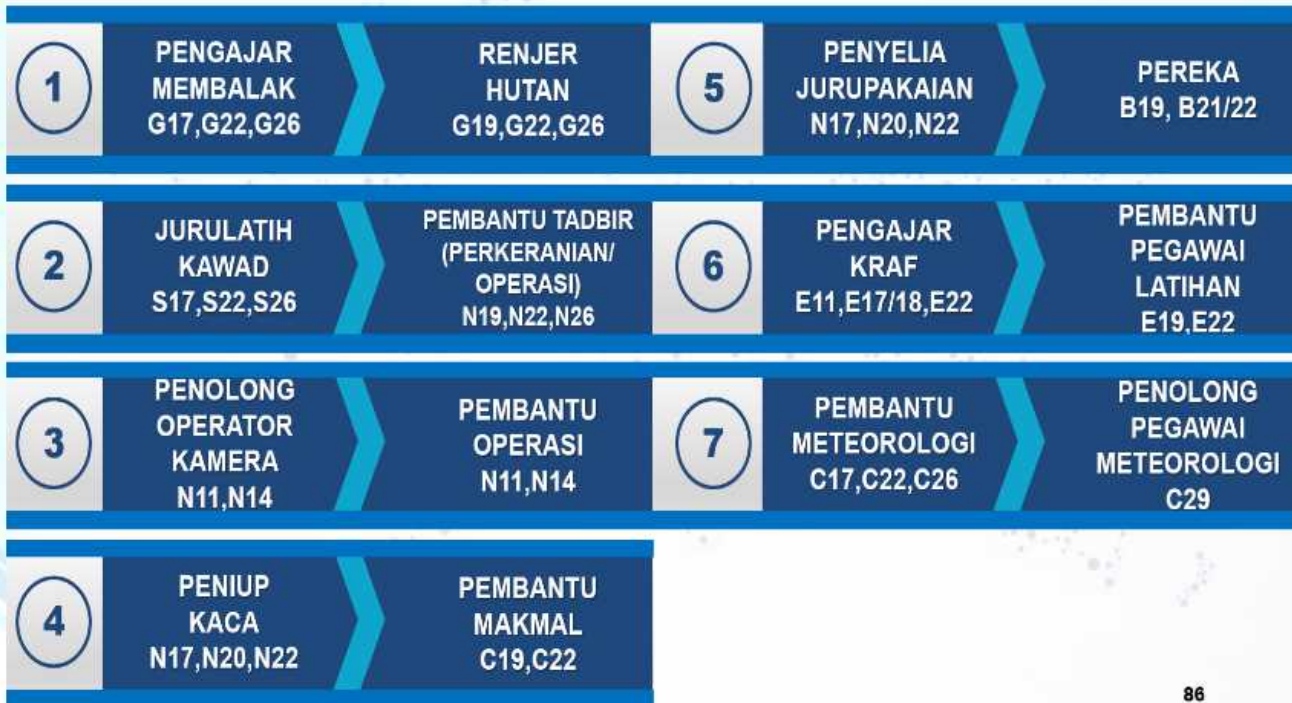 1
PENGAJAR
MEMBALAK
G17,G22,G26
RENJER
HUTAN
G19,G22,G26
2
JURULATIH
KAWAD
S17,S22,S26
PEMBANTU TADBIR
(PERKERANIAN/
OPERASI)
N19,N22,N26
3
PENOLONG
OPERATOR
KAMERA
N11,N14
PEMBANTU
OPERASI
N11,N14
4
PENIUP
KACA
N17,N20,N22
PEMBANTU
MAKMAL
C19,C22
5
PENYELIA
JURUPAKAIAN
N17,N20,N22
PEREKA
B19, B21/22
6
PENGAJAR
KRAF
E11,E17/18,E22
PEMBANTU
PEGAWAI
LATIHAN
E19,E22
7
PEMBANTU
METEOROLOGI
C17,C22,C26
PENOLONG
PEGAWAI
METEOROLOGI
C29
86